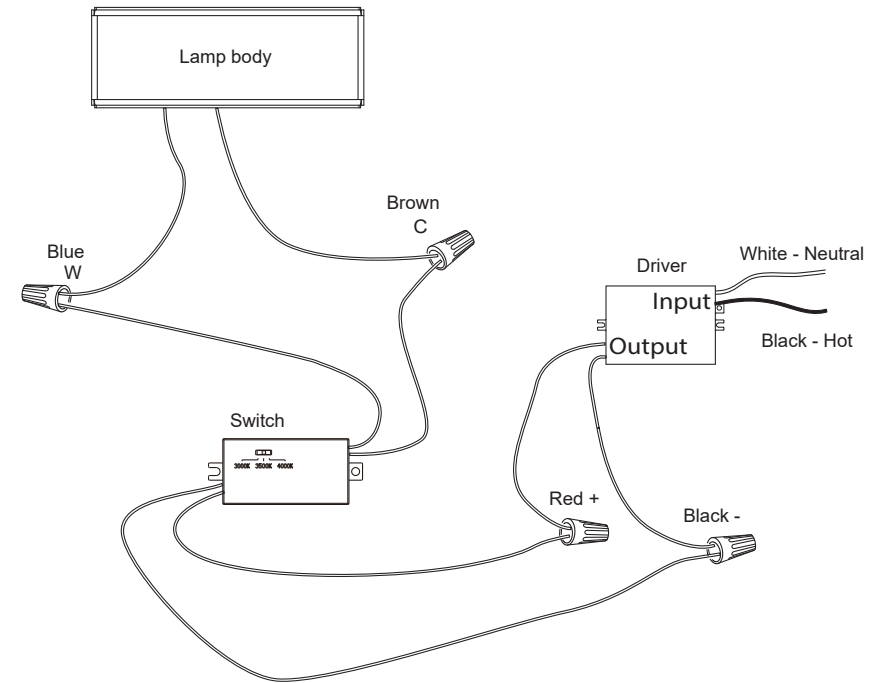 Lamp body
Brown
C
Blue
W
White - Neutral
Driver
Input
Black - Hot
Output
Switch
3000K 3500K 4000K
Red +
Black -